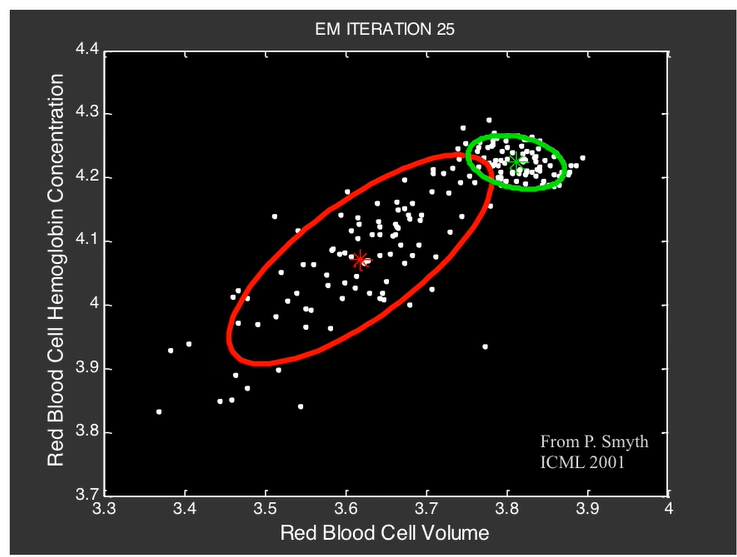 EM ITERATION 25
4.4
4.3
4.2
4.1
4
3.9
3.8
3.7
Red Blood Cell Hemoglobin Concentration
From P. Smyth
ICML 2001
3.3 3.4 3.5 3.6 3.7 3.8 3.9 4
Red Blood Cell Volume